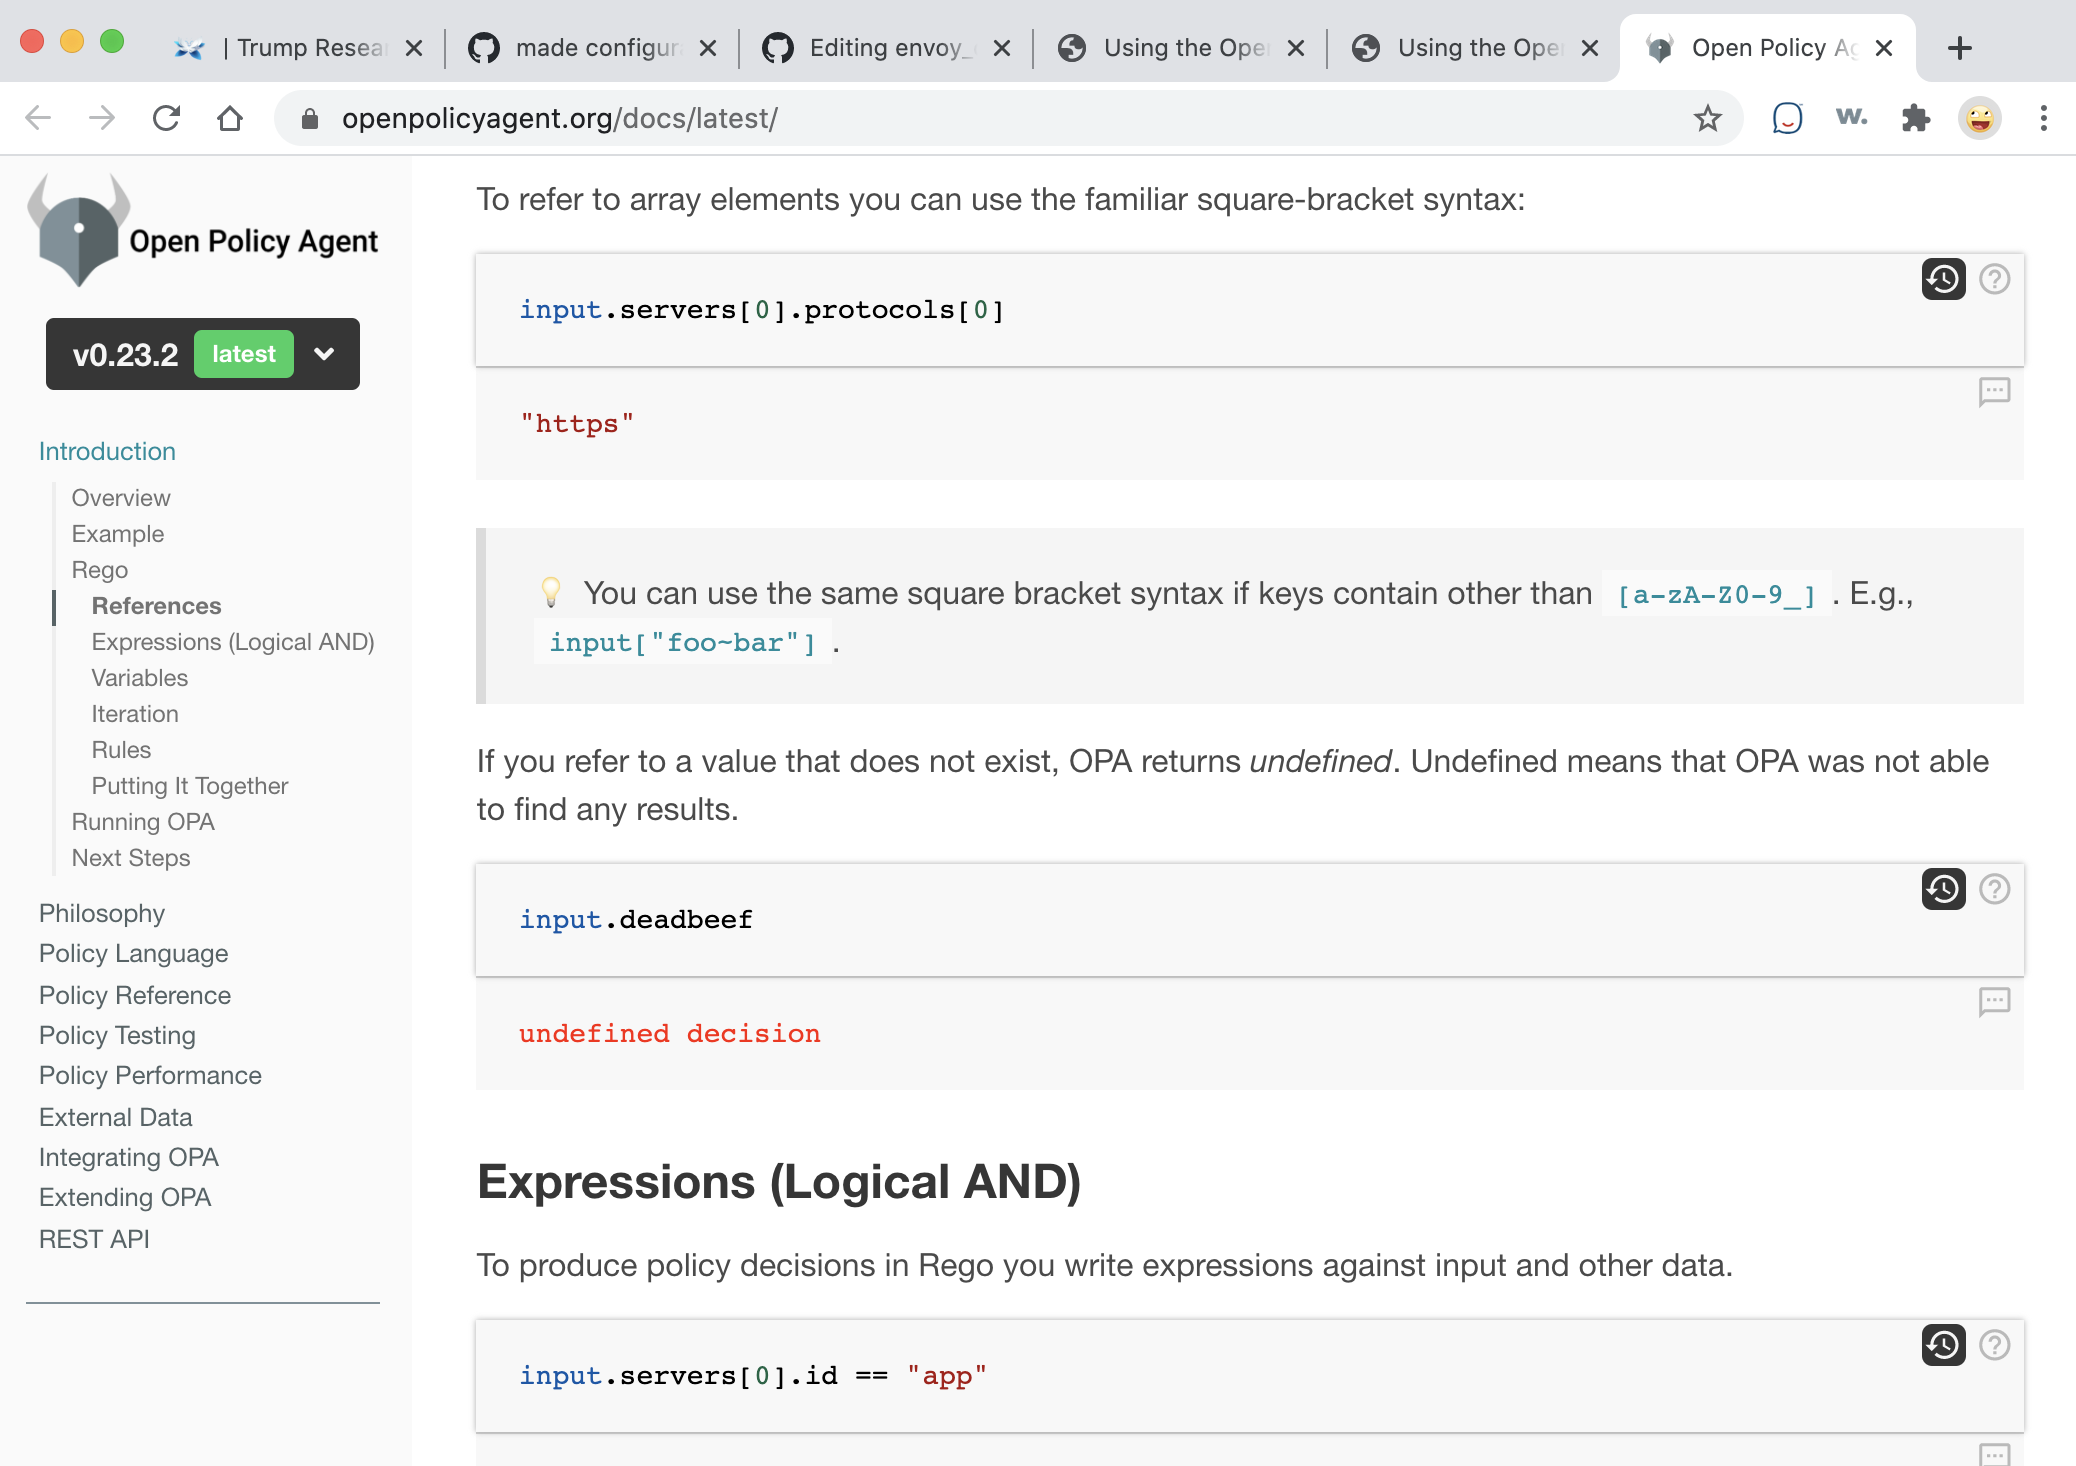 | Trump Resea
made configur
Editing envoy_
Using the Ope
Using the Ope
Open Policy Ag
openpolicyagent.org/docs/latest/
w.
Open Policy Agent
v0.23.2 latest
Introduction
Overview
Example
Rego
References
Expressions (Logical AND)
Variables
Iteration
Rules
Putting It Together
Running OPA
Next Steps
Philosophy
Policy Language
Policy Reference
Policy Testing
Policy Performance
External Data
Integrating OPA
Extending OPA
REST API
To refer to array elements you can use the familiar square-bracket syntax:
input.servers[0].protocols[0]
"https"
You can use the same square bracket syntax if keys contain other than [a-zA-Z0-9_] . E.g.,
input["foo~bar"] .
If you refer to a value that does not exist, OPA returns undefined. Undefined means that OPA was not able
to find any results.
input.deadbeef
undefined decision
Expressions (Logical AND)
To produce policy decisions in Rego you write expressions against input and other data.
input.servers[0].id == "app"